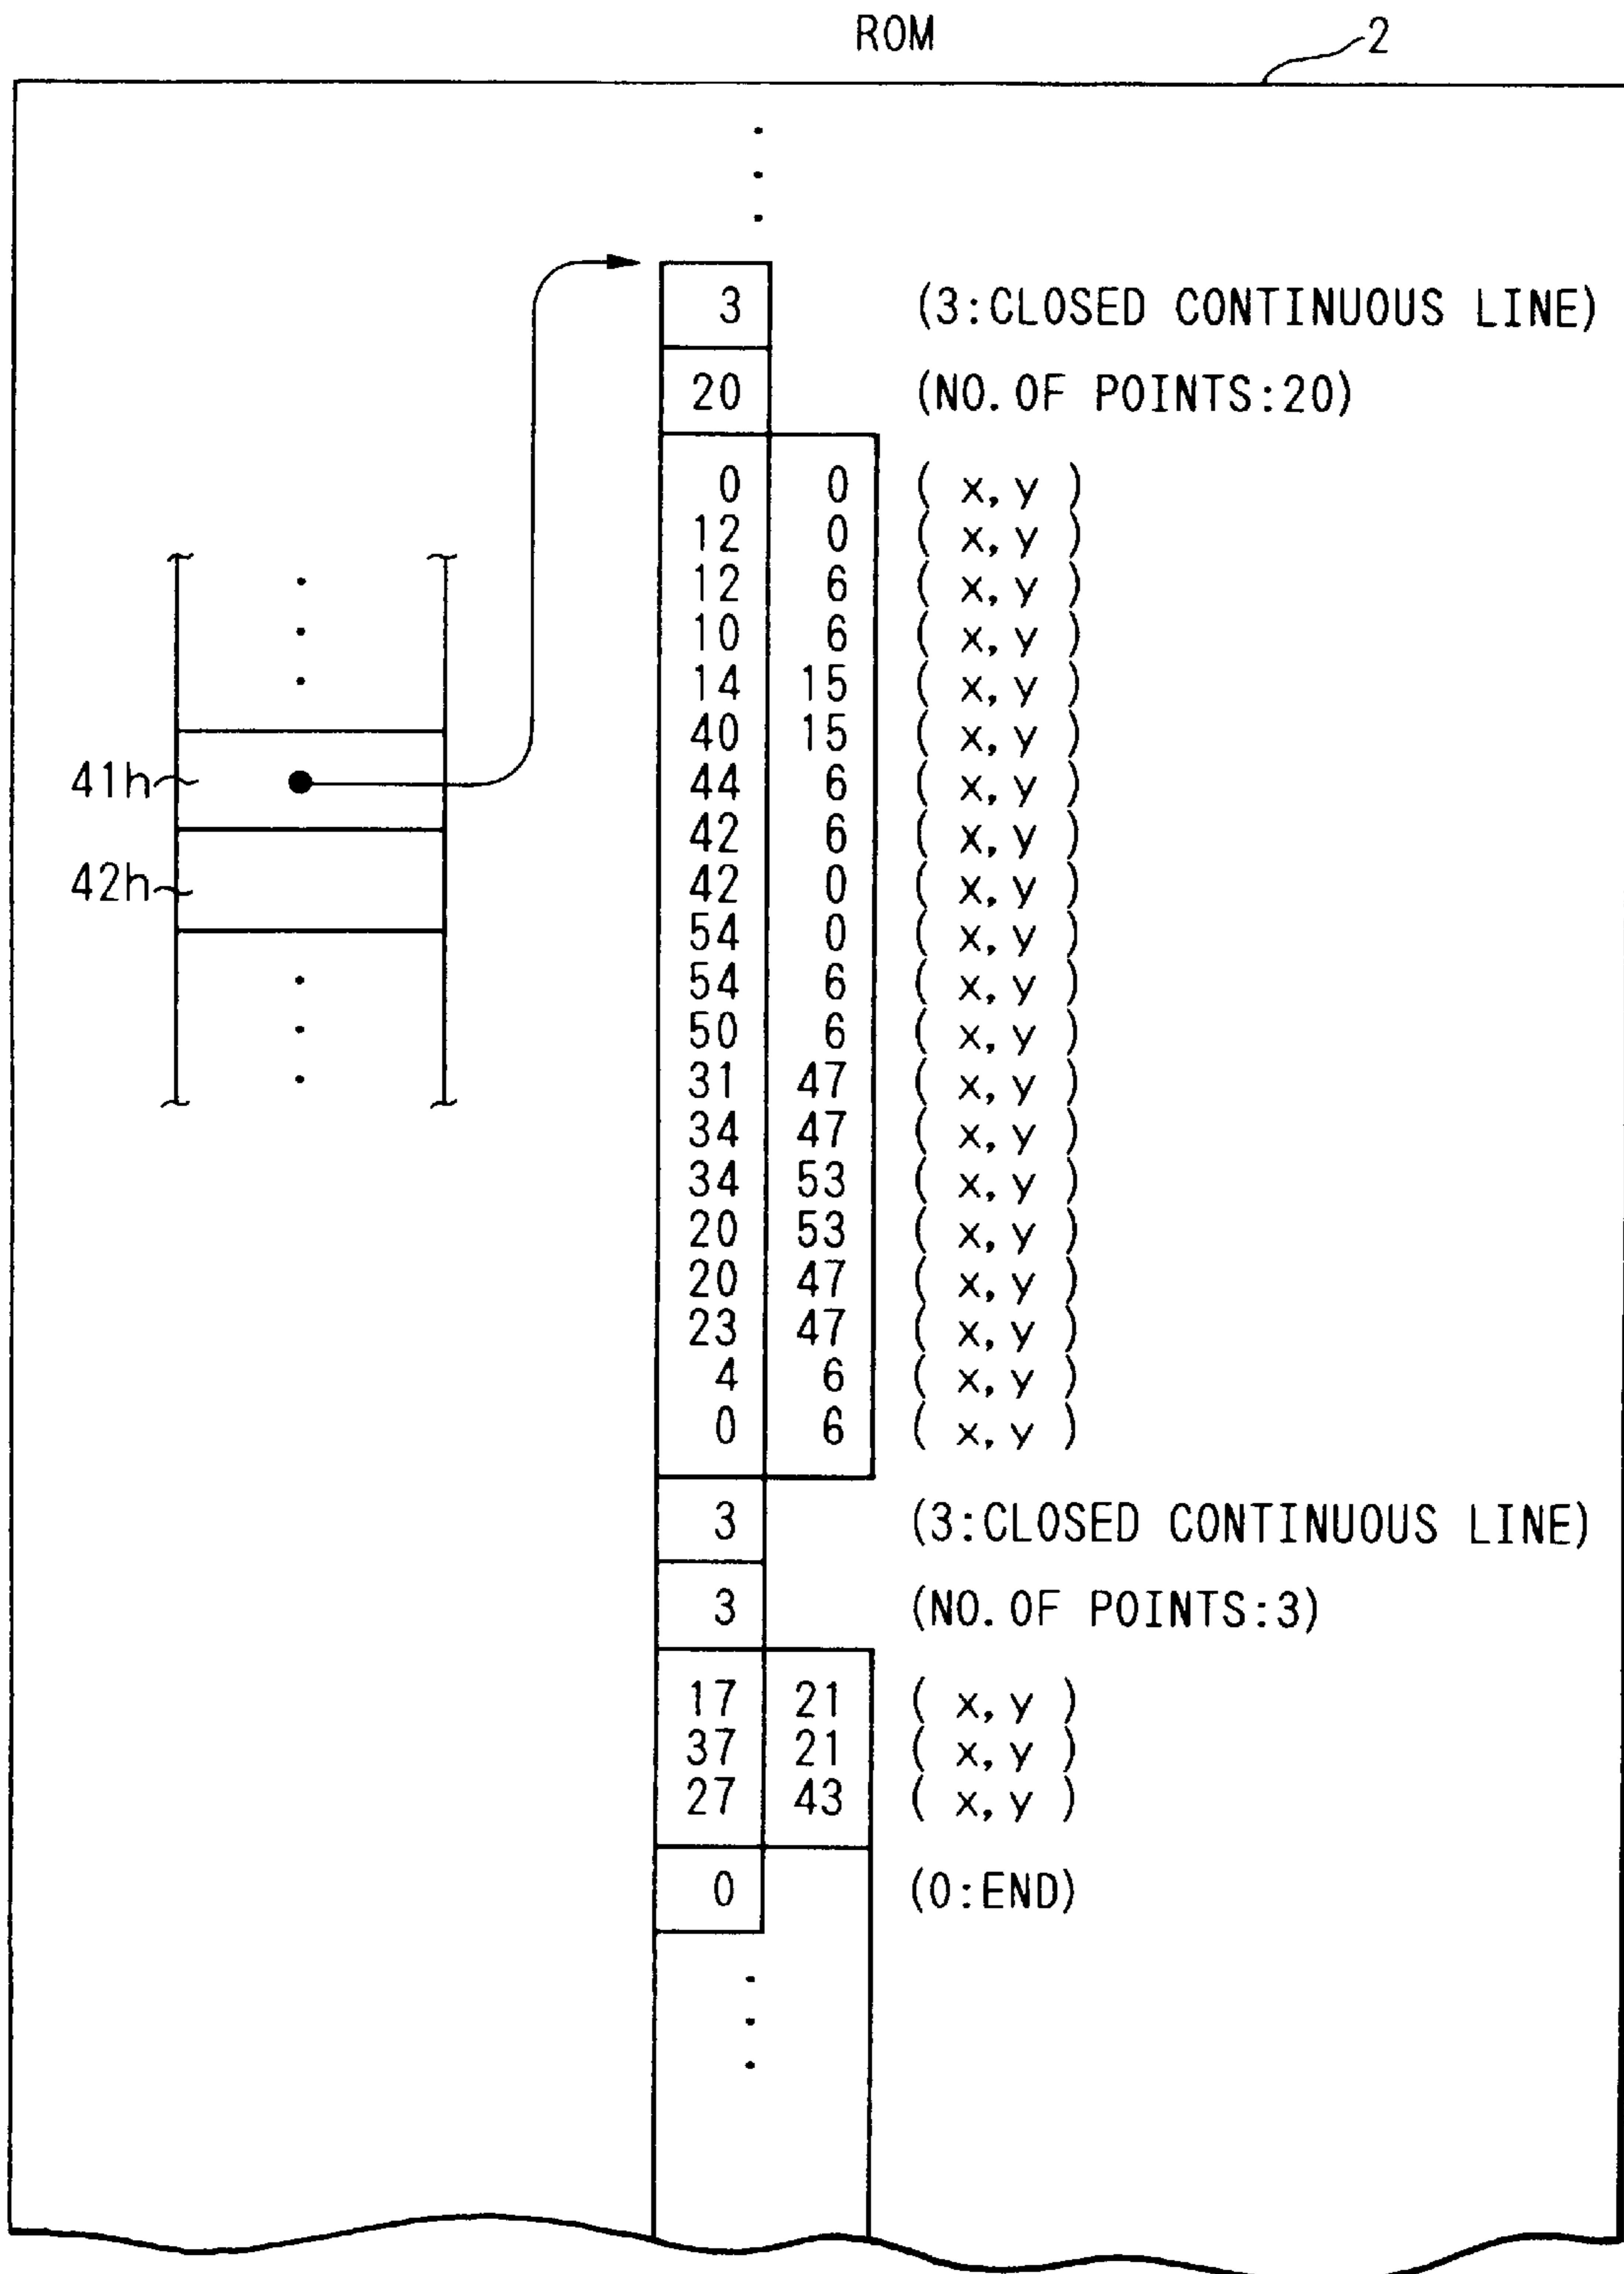 ROM
2
3 (3:CLOSED CONTINUOUS LINE)
20 (NO.OF POINTS:20)
0 0 ( x,y )
12 0 ( x,y )
12 6 ( x,y )
10 6 ( x,y )
14 15 ( x,y )
40 15 ( x,y )
41h
44 6 ( x,y )
42 6 ( x,y )
42h
42 0 ( x,y )
54 0 ( x,y )
54 6 ( x,y )
50 6 ( x,y )
31 47 ( x,y )
34 47 ( x,y )
34 53 ( x,y )
20 53 ( x,y )
20 47 ( x,y )
23 47 ( x,y )
4 6 ( x,y )
0 6 ( x,y )
3 (3:CLOSED CONTINUOUS LINE)
3 (NO.OF POINTS:3)
17 21 ( x,y )
37 21 ( x,y )
27 43 ( x,y )
0 (0:END)